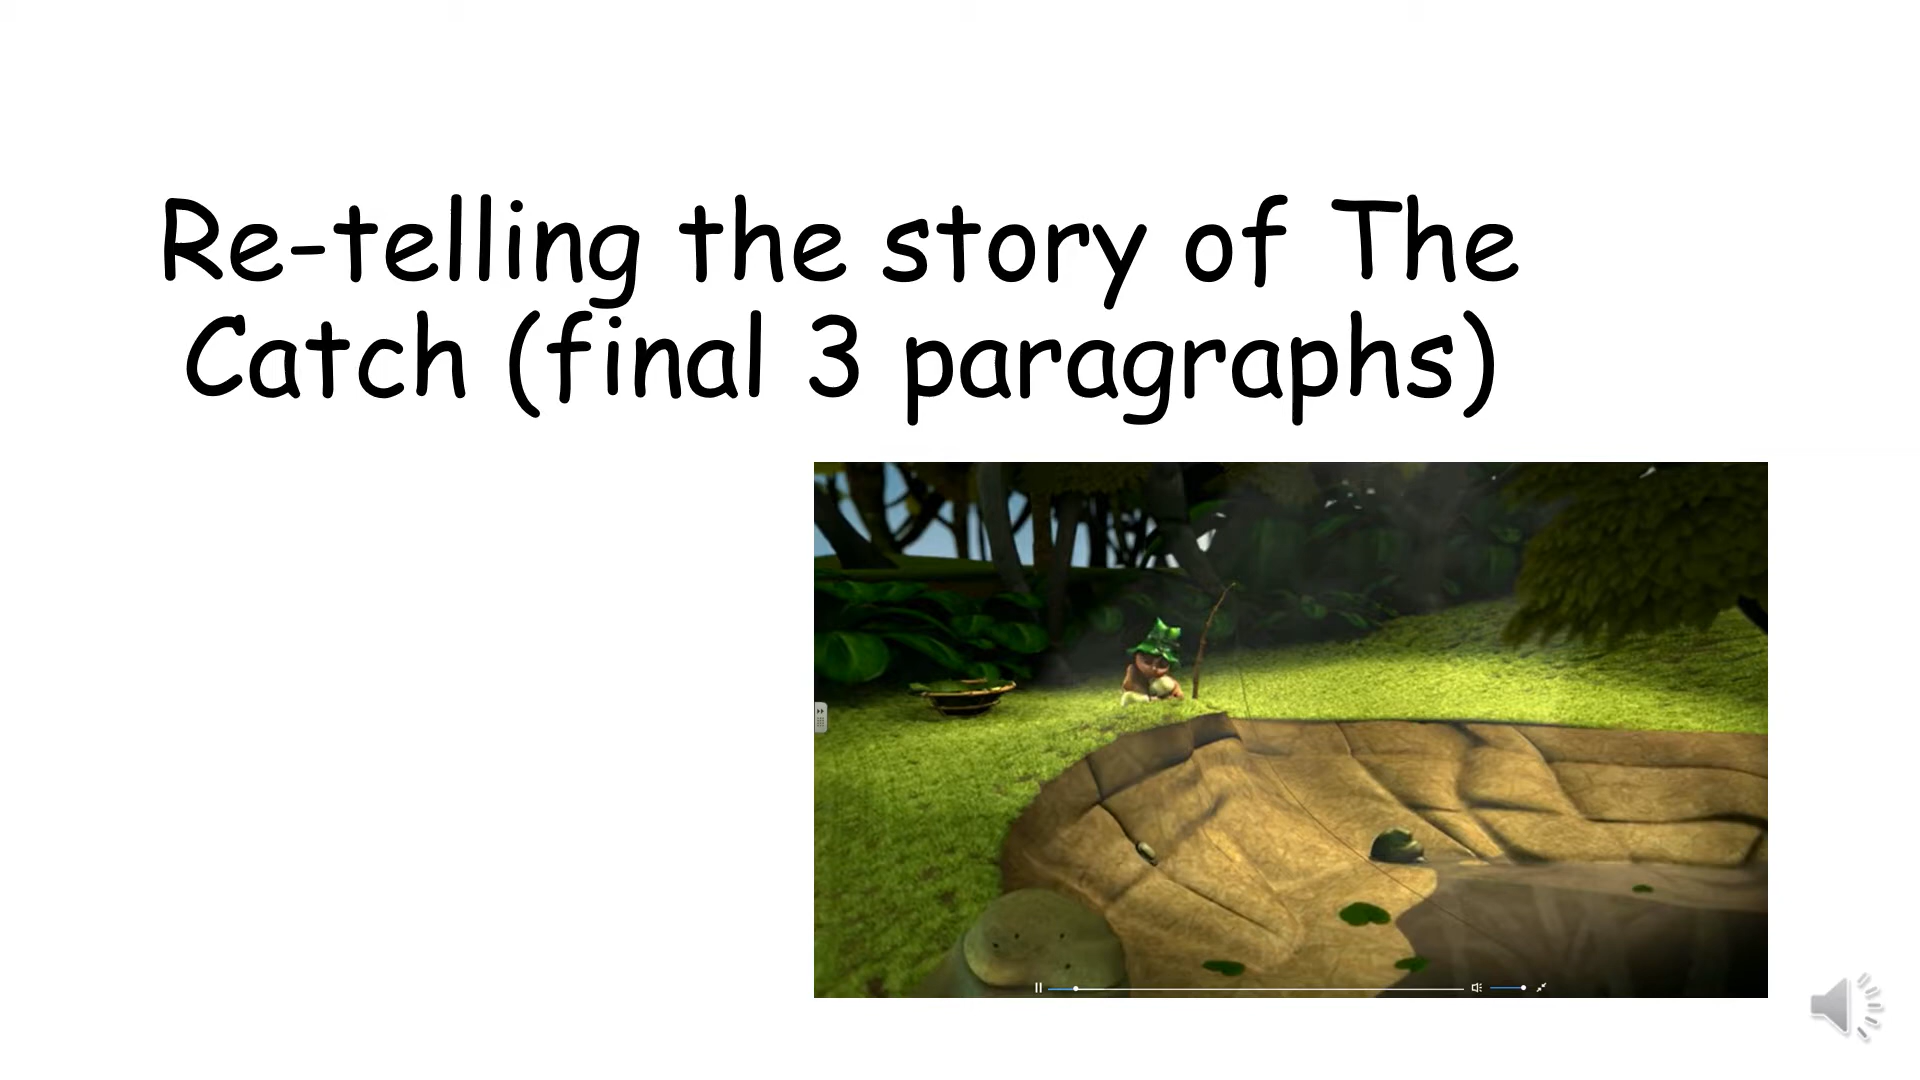 Re-telling the story of The
Catch (final 3 paragraphs)